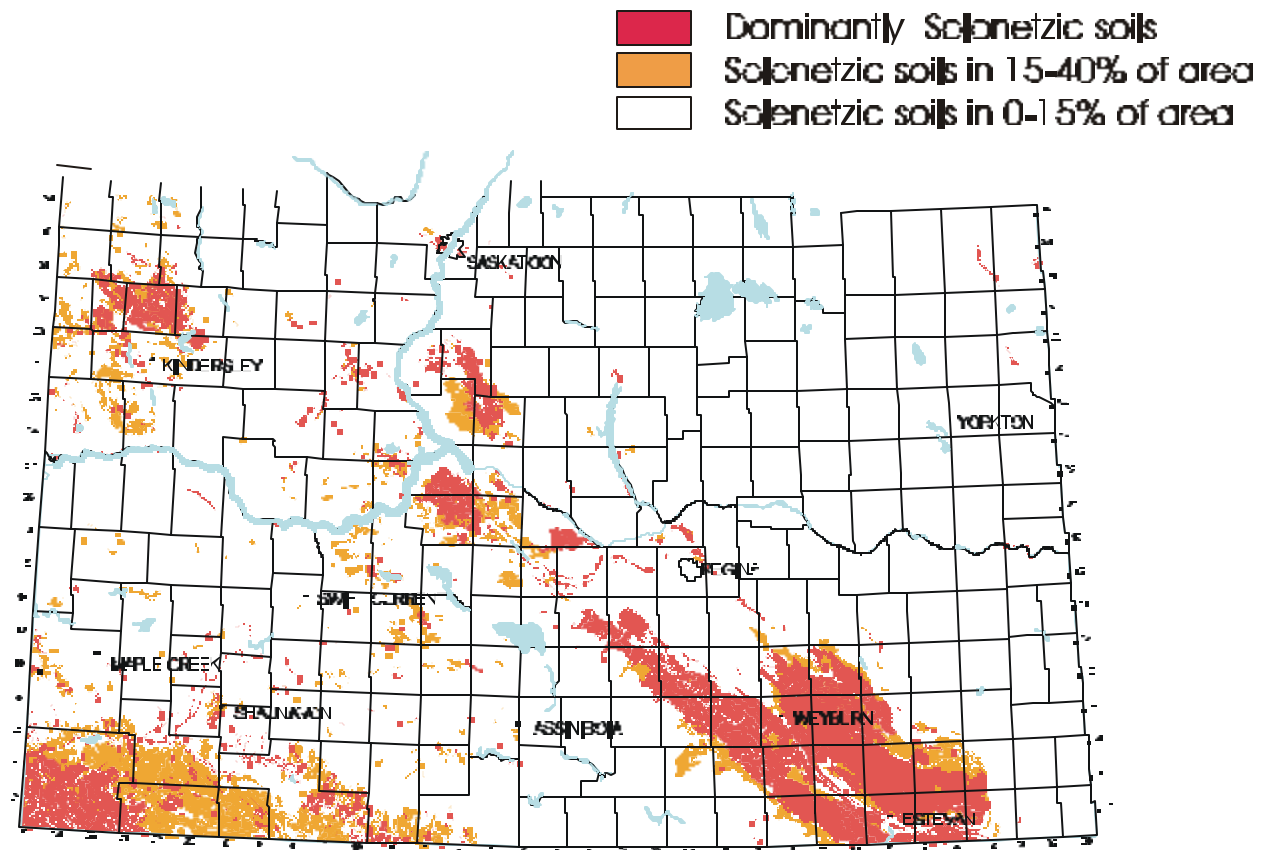 Dominantly Solonetzic soils
Solonetzic soils in 15-40% of area
Solonetzic soils in 0-15% of area
SASKATOON
KINDERSLEY
YORKTON
REGINA
SWIFT CURRENT
MAPLE CREEK
SHAUNAVON
ASSINIBOIA
WEYBURN
ESTEVAN